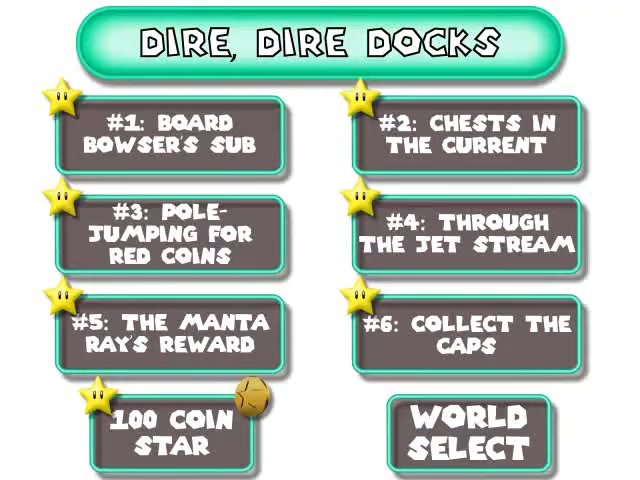 DIRE, DIRE DOCKS
#1: BOARD
BOWSER'S SUB
#2: CHESTS IN
THE CURRENT
#3: POLE-
JUMPING FOR
RED COINS
#4: THROUGH
THE JET STREAM
#5: THE MANTA
RAY'S REWARD
#6: COLLECT THE
CAPS
100 COIN
STAR
WORLD
SELECT